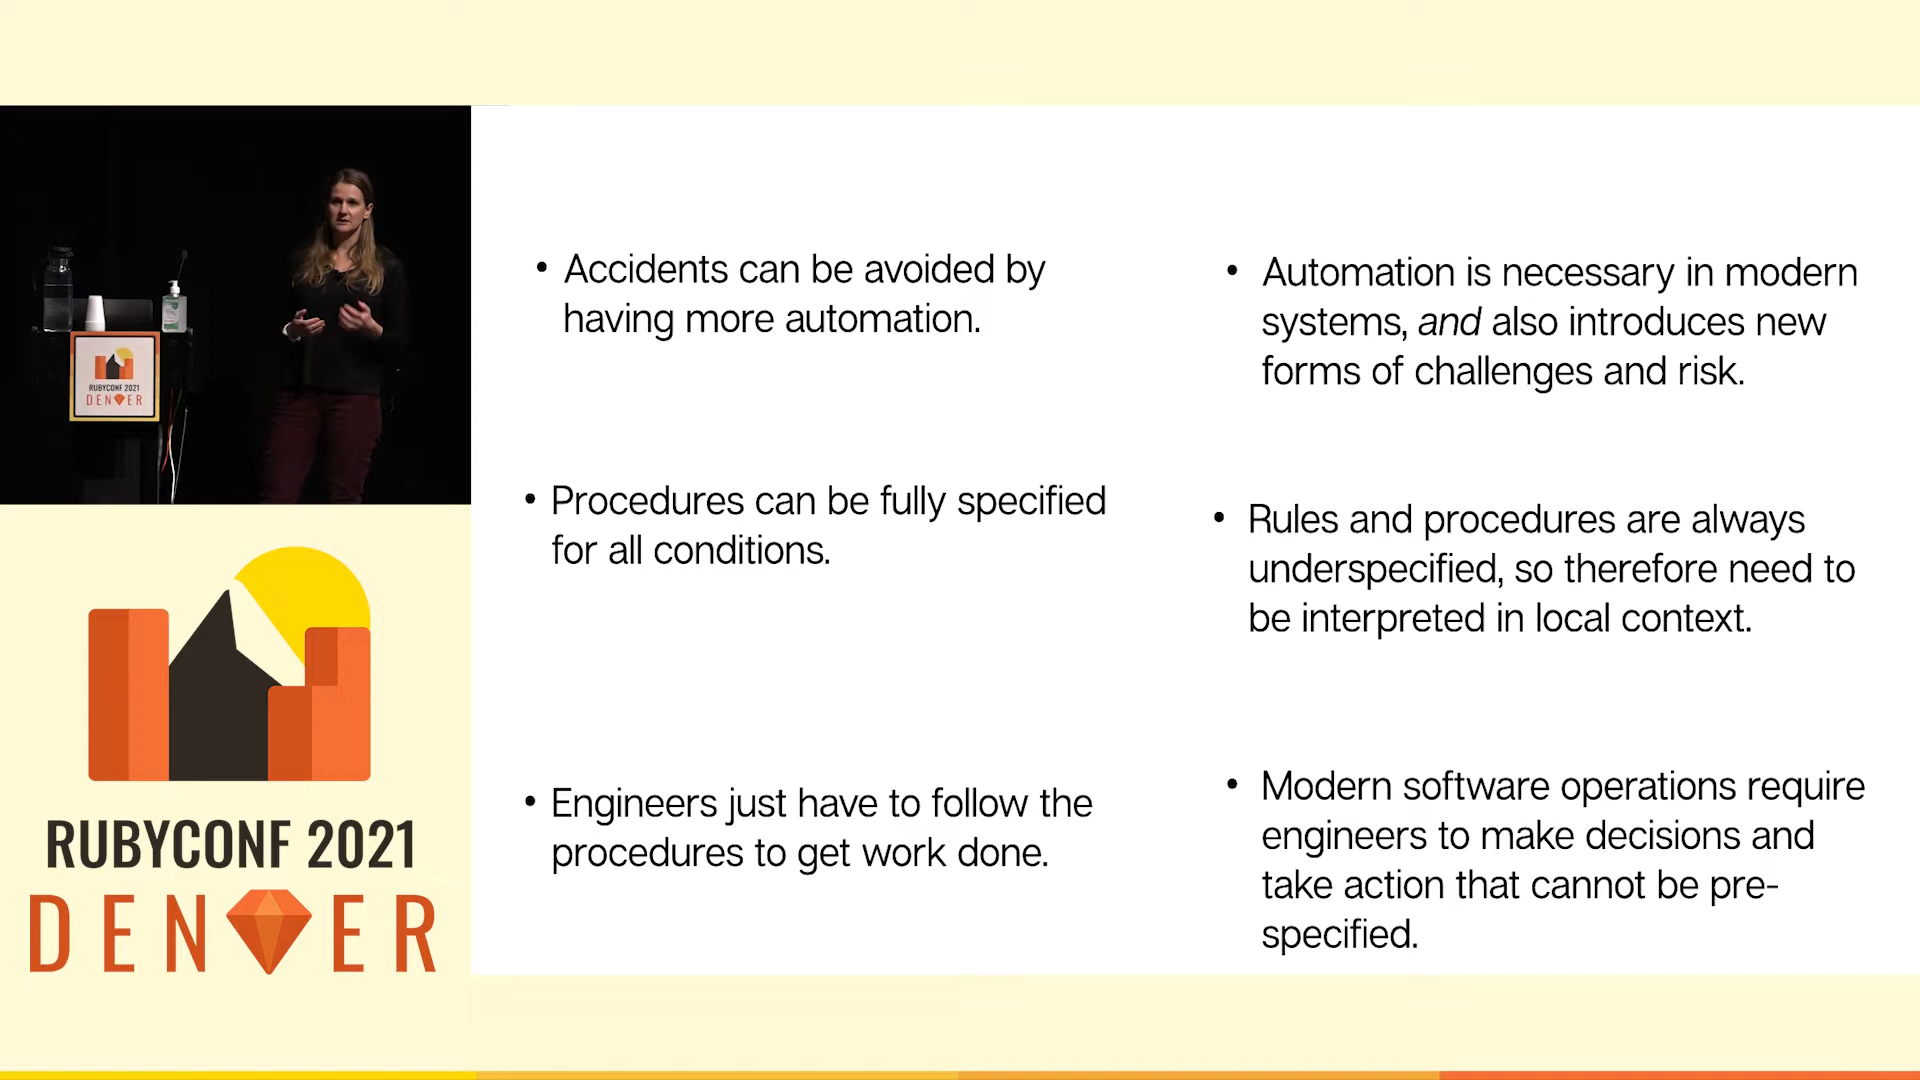 RUBYCONF 2021
DENVER
• Accidents can be avoided by
having more automation.
• Procedures can be fully specified
for all conditions.
• Engineers just have to follow the
procedures to get work done.
• Automation is necessary in modern
systems, and also introduces new
forms of challenges and risk.
• Rules and procedures are always
underspecified, so therefore need to
be interpreted in local context.
• Modern software operations require
engineers to make decisions and
take action that cannot be pre-
specified.
RUBYCONF 2021
DENVER